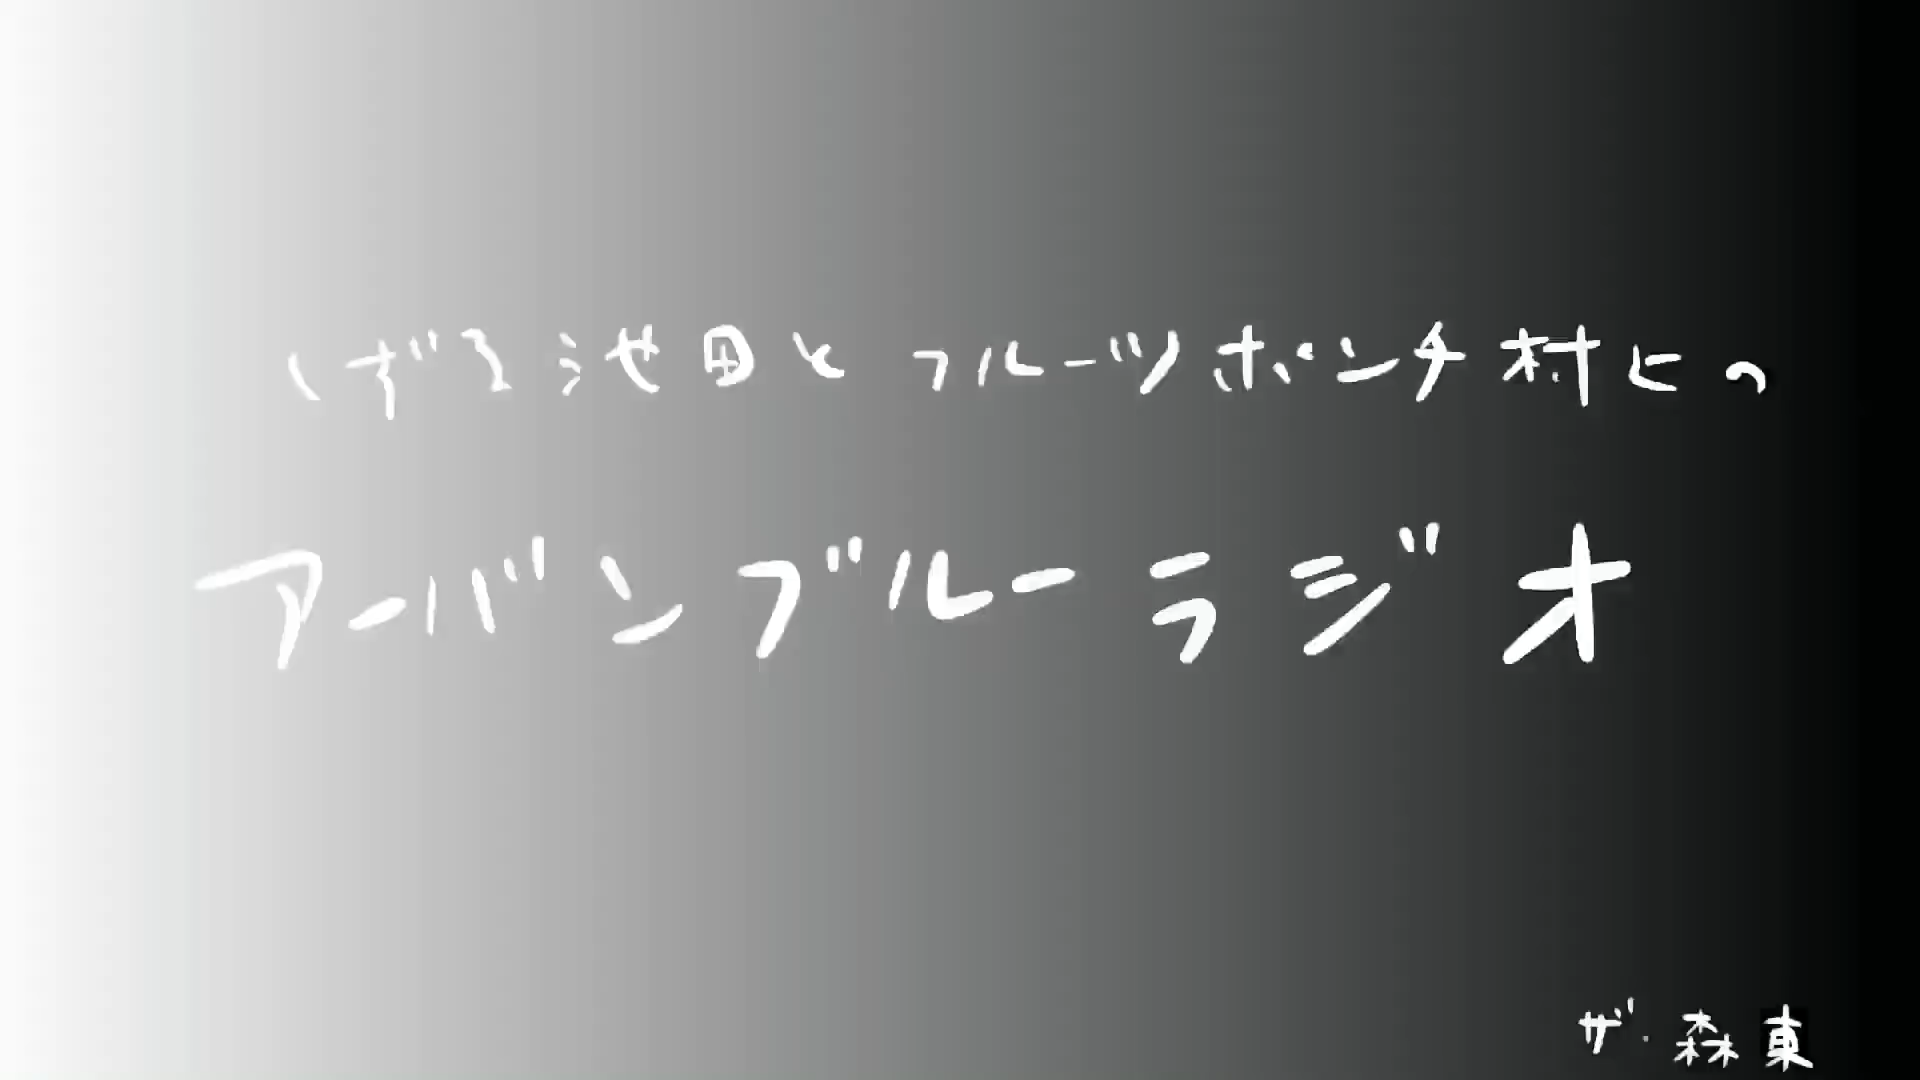 しずる池田とフルーツポンチ村上の
アーバンブルーラジオ
ザ・森東